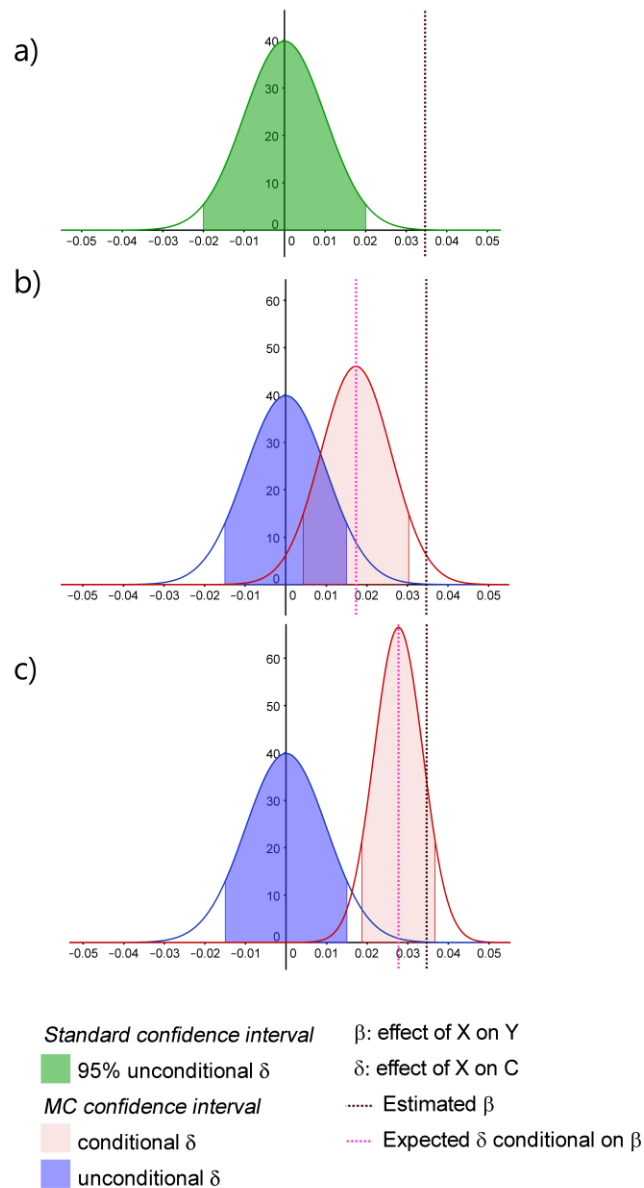 a)
40
30
20
10
0
−0.05 −0.04 −0.03 −0.02 −0.01 0 0.01 0.02 0.03 0.04 0.05
b)
60
50
40
30
20
10
0
−0.05 −0.04 −0.03 −0.02 −0.01 0 0.01 0.02 0.03 0.04 0.05
c)
60
50
40
30
20
10
0
−0.05 −0.04 −0.03 −0.02 −0.01 0 0.01 0.02 0.03 0.04 0.05
Standard confidence interval
95% unconditional δ
MC confidence interval
conditional δ
unconditional δ
β: effect of X on Y
δ: effect of X on C
Estimated β
Expected δ conditional on β